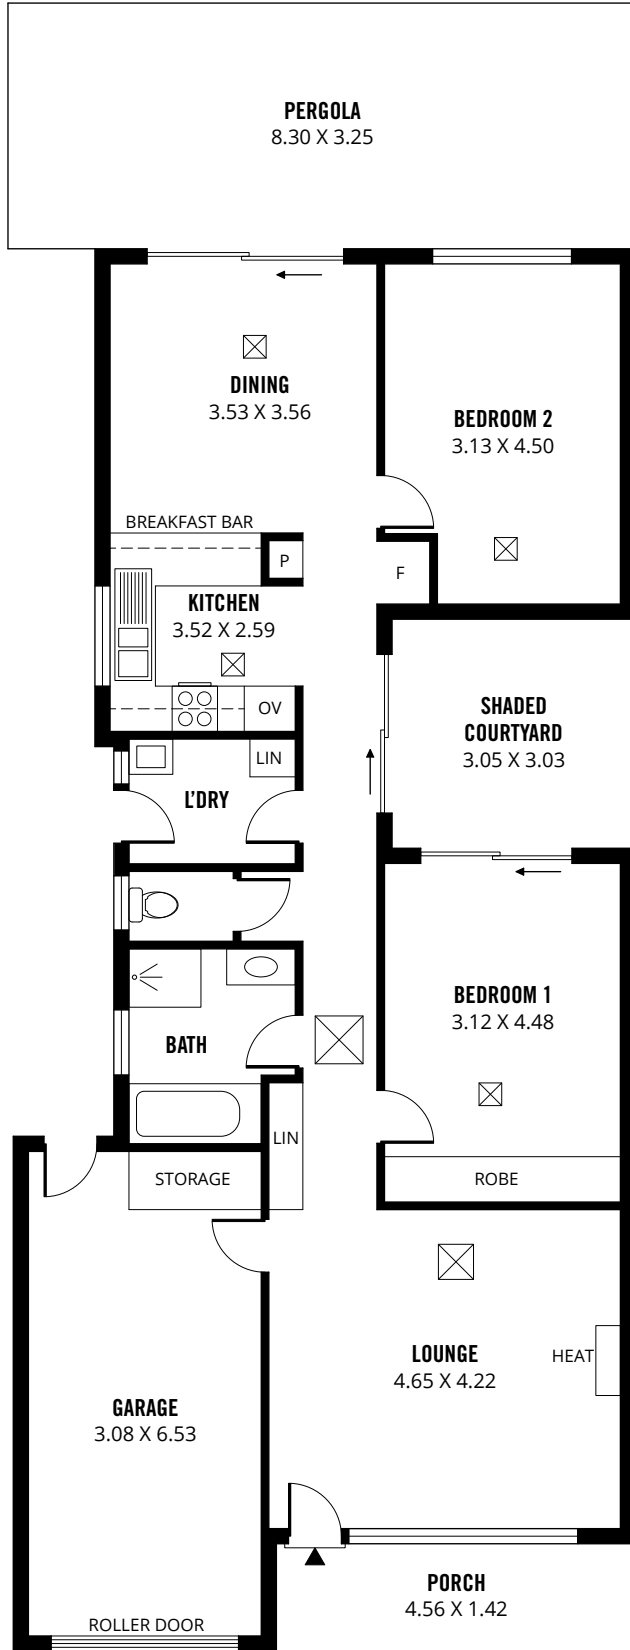 PERGOLA
8.30 X 3.25
DINING
3.53 X 3.56
BEDROOM 2
3.13 X 4.50
BREAKFAST BAR
P
F
KITCHEN
3.52 X 2.59
OV
SHADED
COURTYARD
3.05 X 3.03
LIN
L'DRY
BEDROOM 1
3.12 X 4.48
BATH
LIN
STORAGE
ROBE
LOUNGE
4.65 X 4.22
HEAT
GARAGE
3.08 X 6.53
PORCH
4.56 X 1.42
ROLLER DOOR